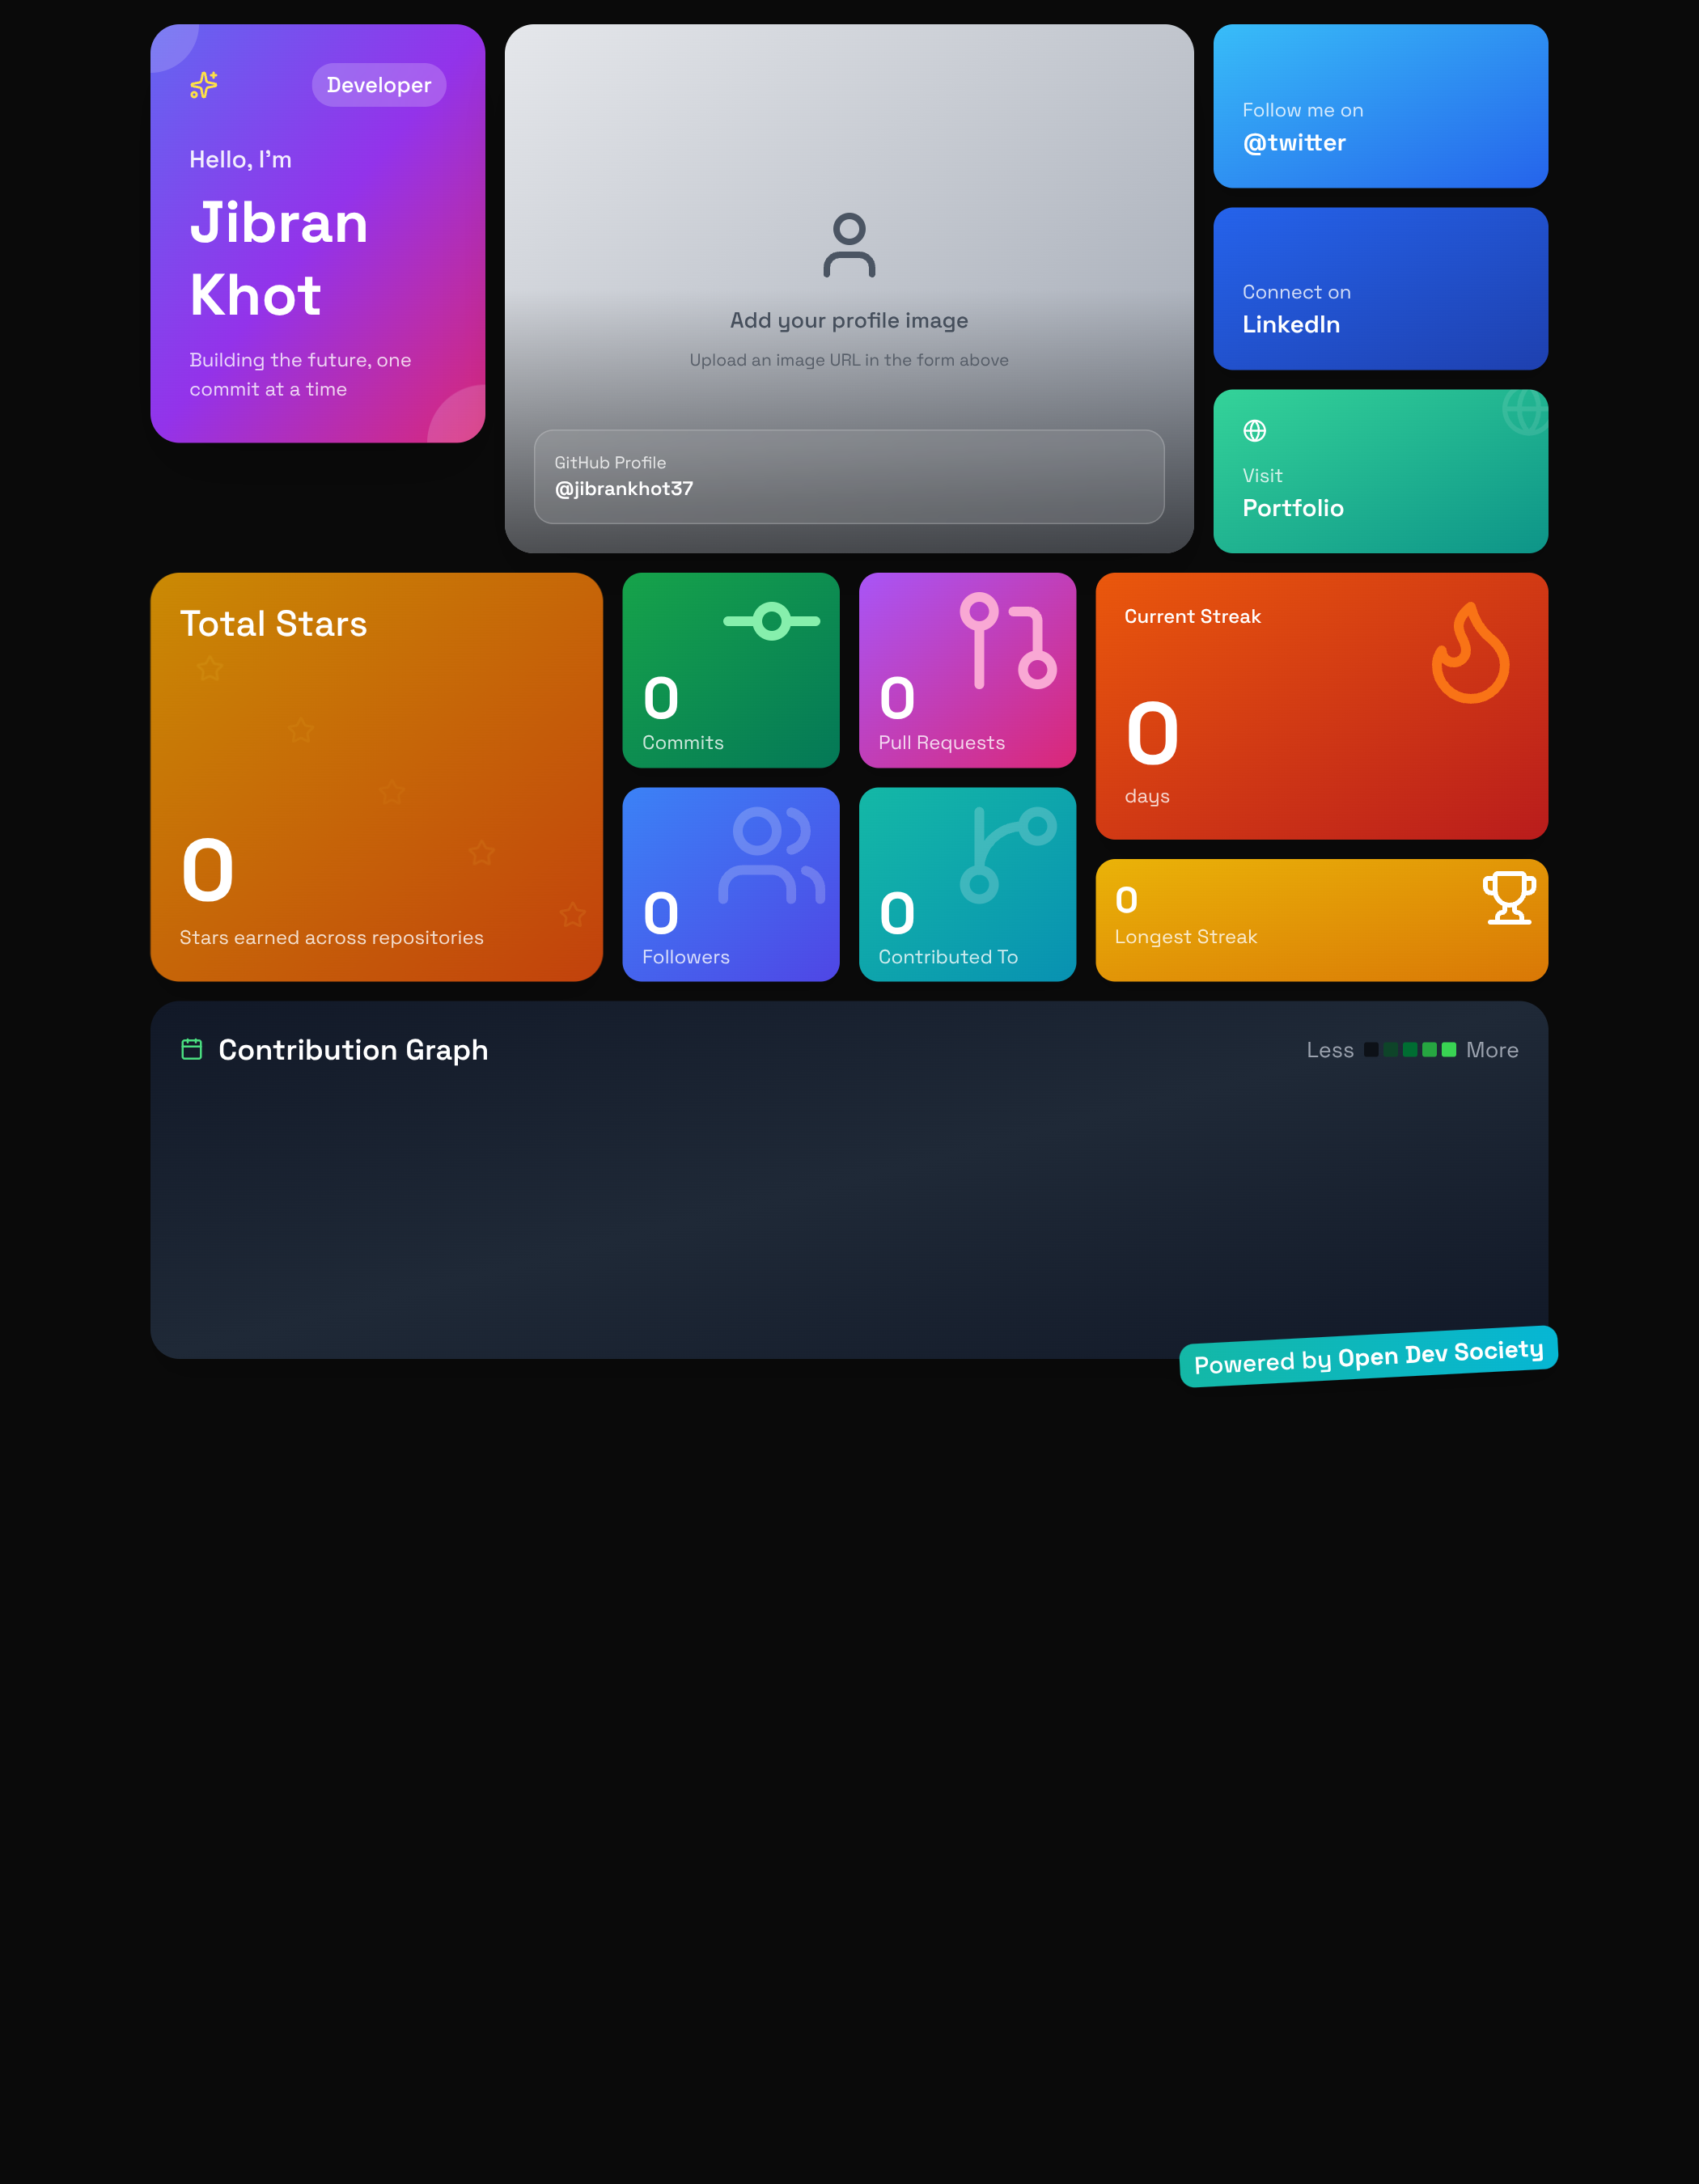 Developer
Hello, I'm
Jibran
Khot
Building the future, one
commit at a time
Add your profile image
Upload an image URL in the form above
GitHub Profile
@jibrankhot37
Follow me on
@twitter
Connect on
LinkedIn
Visit
Portfolio
Total Stars
0
Stars earned across repositories
0
Commits
0
Pull Requests
0
Followers
0
Contributed To
Current Streak
0
days
0
Longest Streak
Contribution Graph
Less More
Powered by Open Dev Society